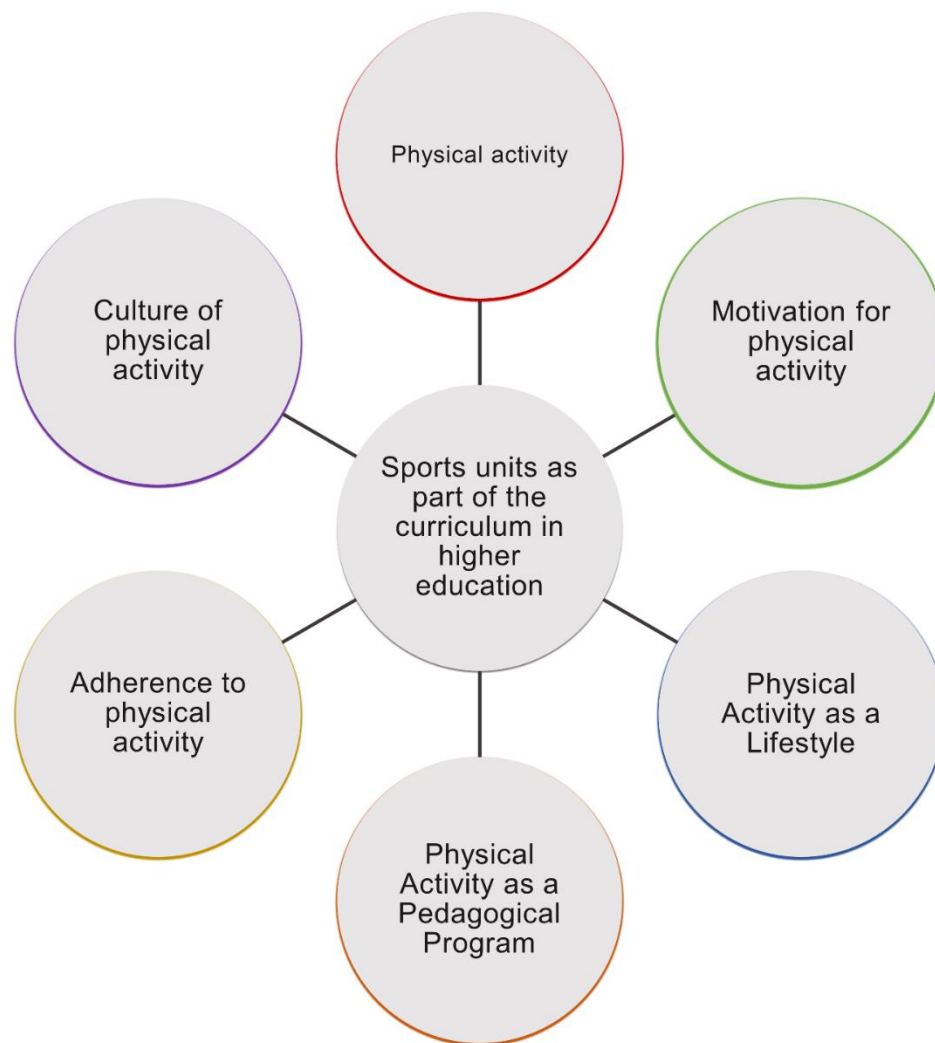 Physical activity
Culture of
physical
activity
Motivation for
physical
activity
Sports units as
part of the
curriculum in
higher
education
Adherence to
physical
activity
Physical
Activity as a
Lifestyle
Physical
Activity as a
Pedagogical
Program